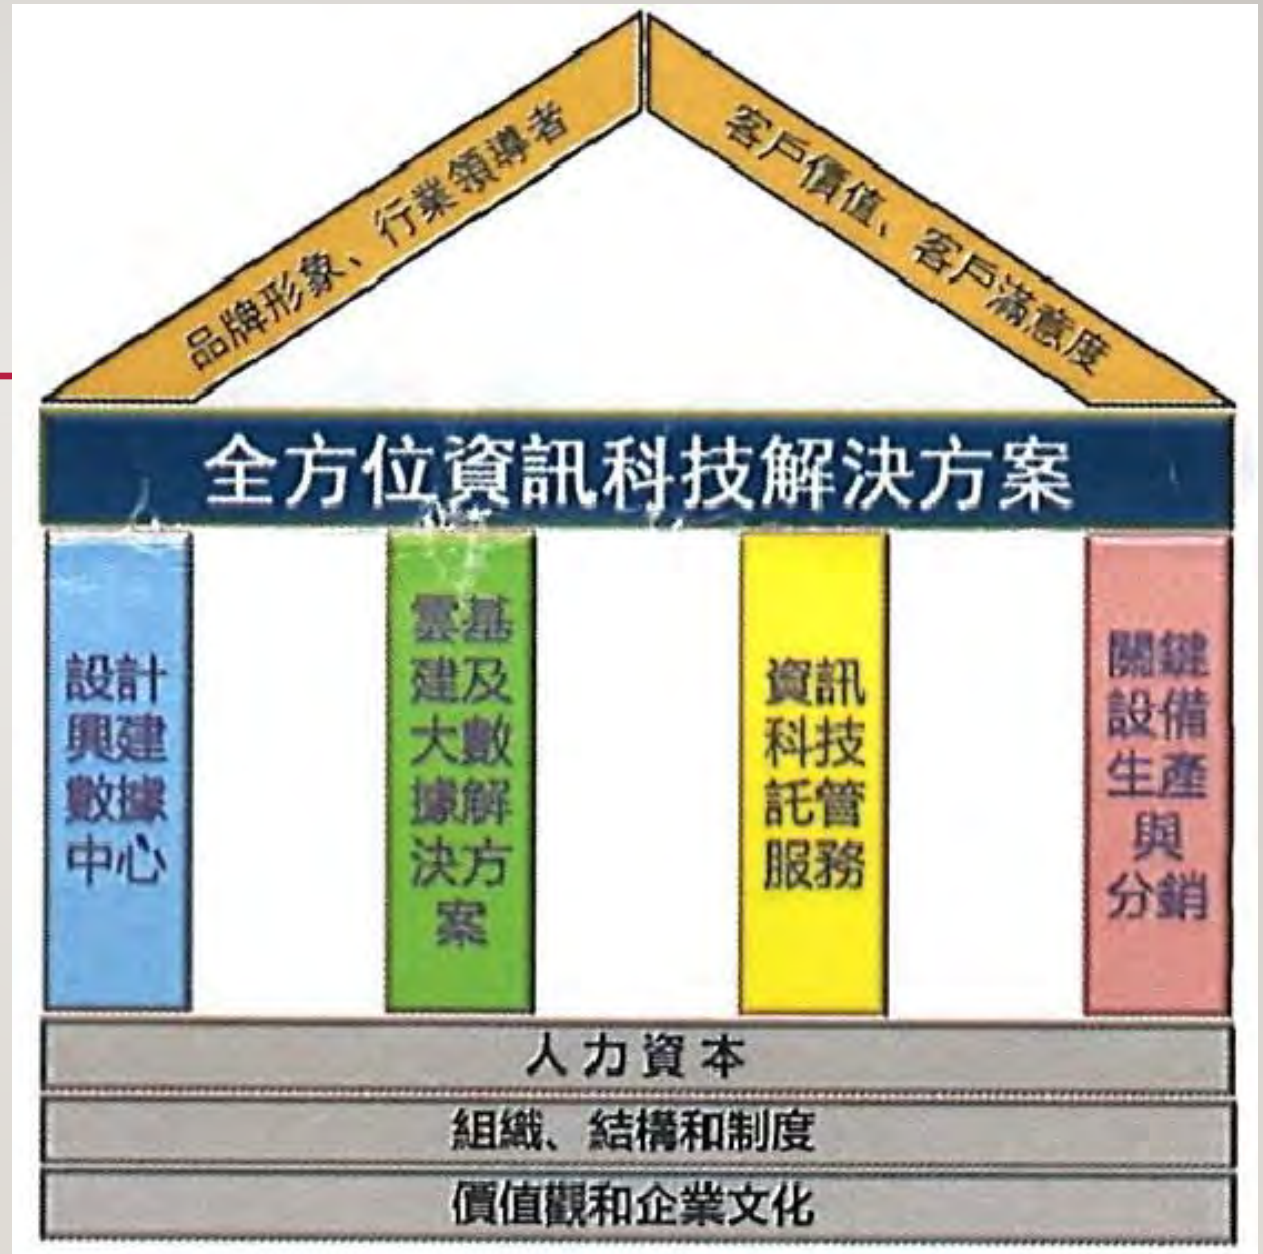 品牌形象、行業領導者
客戶價值、客戶滿意度
全方位資訊科技解決方案
設計
興建
數據
中心
雲基
建及
大數
據解
決方
案
資訊
科技
託管
服務
關鍵
設備
生產
與
分銷
人力資本
組織、結構和制度
價值觀和企業文化